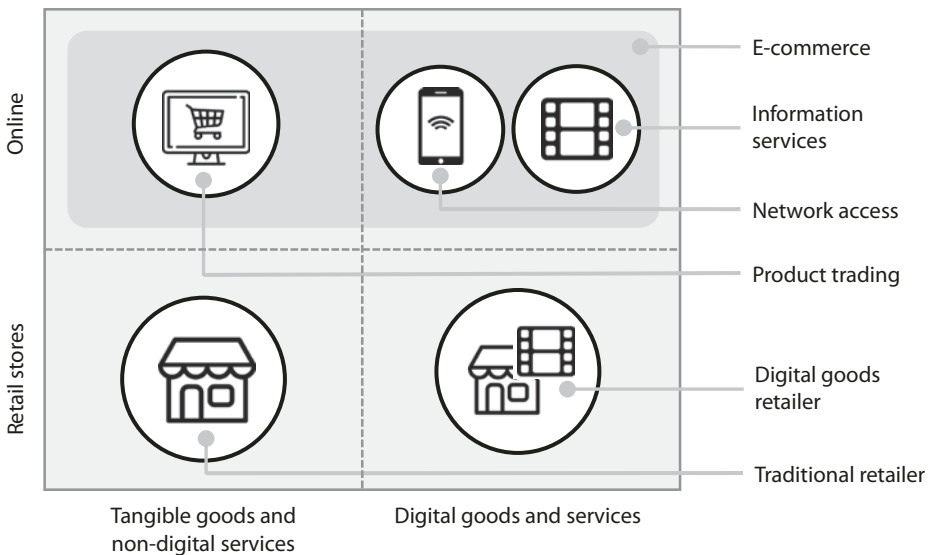 Online
Retail stores
E-commerce
Information
services
Network access
Product trading
Digital goods
retailer
Traditional retailer
Tangible goods and
non-digital services
Digital goods and services